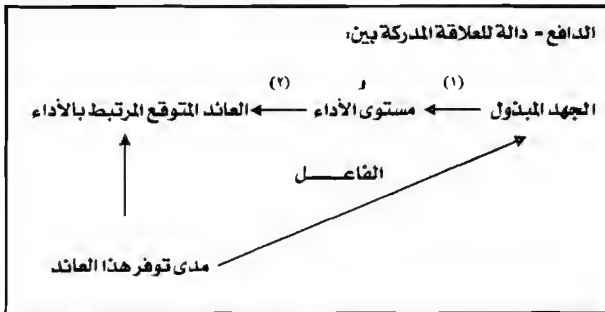 الدافع = دالة للعلاقة المدركة بين:
(١) و (٢)
الجهد المبذول مستوى الأداء العائد المتوقع المرتبط بالأداء
الفاعـــــل
مدى توفر هذا العائد